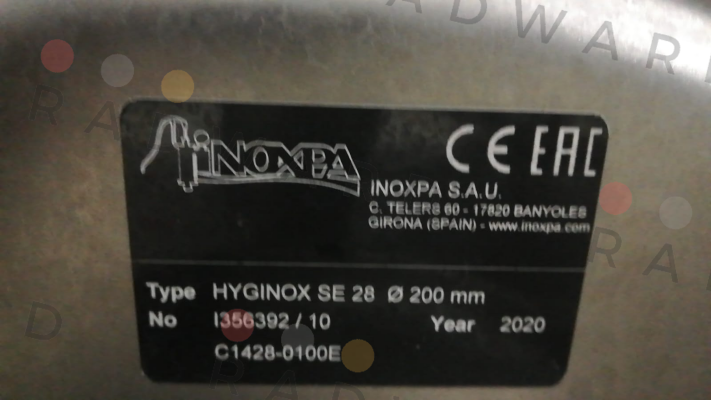 INOXPA
CE EAC
INOXPA S.A.U.
C. TELERS 60 - 17820 BANYOLES
GIRONA (SPAIN) - www.inoxpa.com
Type HYGINOX SE 28 Ø 200 mm
No I356392 / 10 Year 2020
C1428-0100E